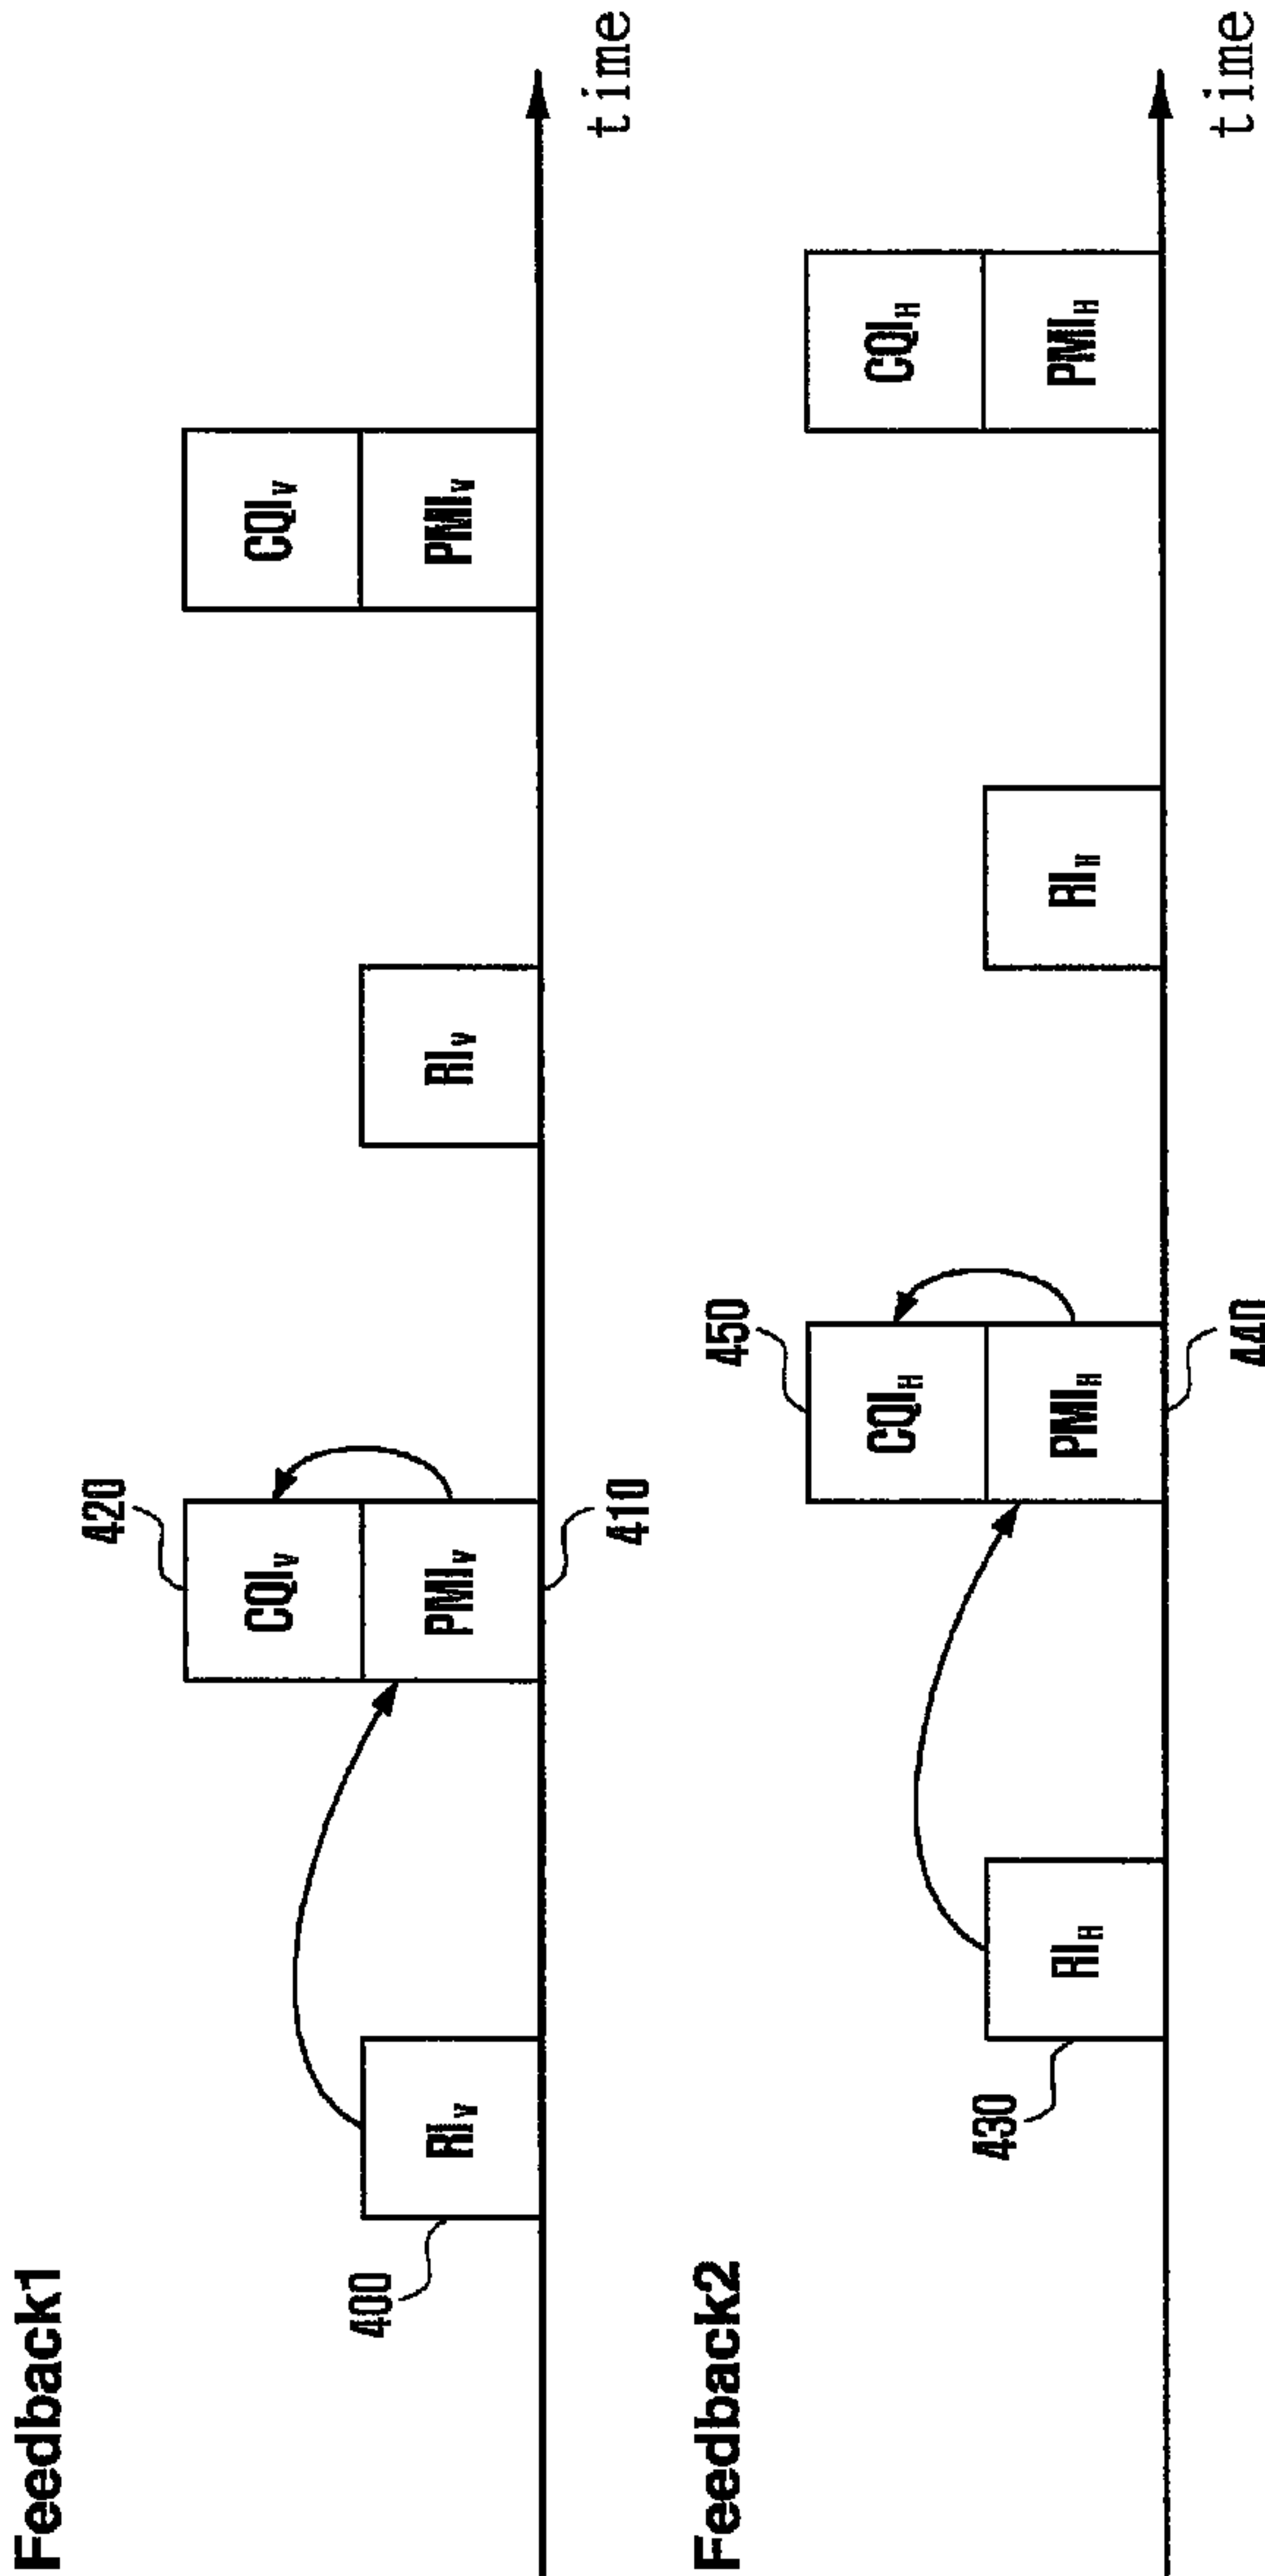 Feedback1
420
CQIV CQIV
400 RIV PMIV RIV PMIV
410
time
Feedback2
450
CQIH CQIH
430 RIH PMIH RIH PMIH
440
time